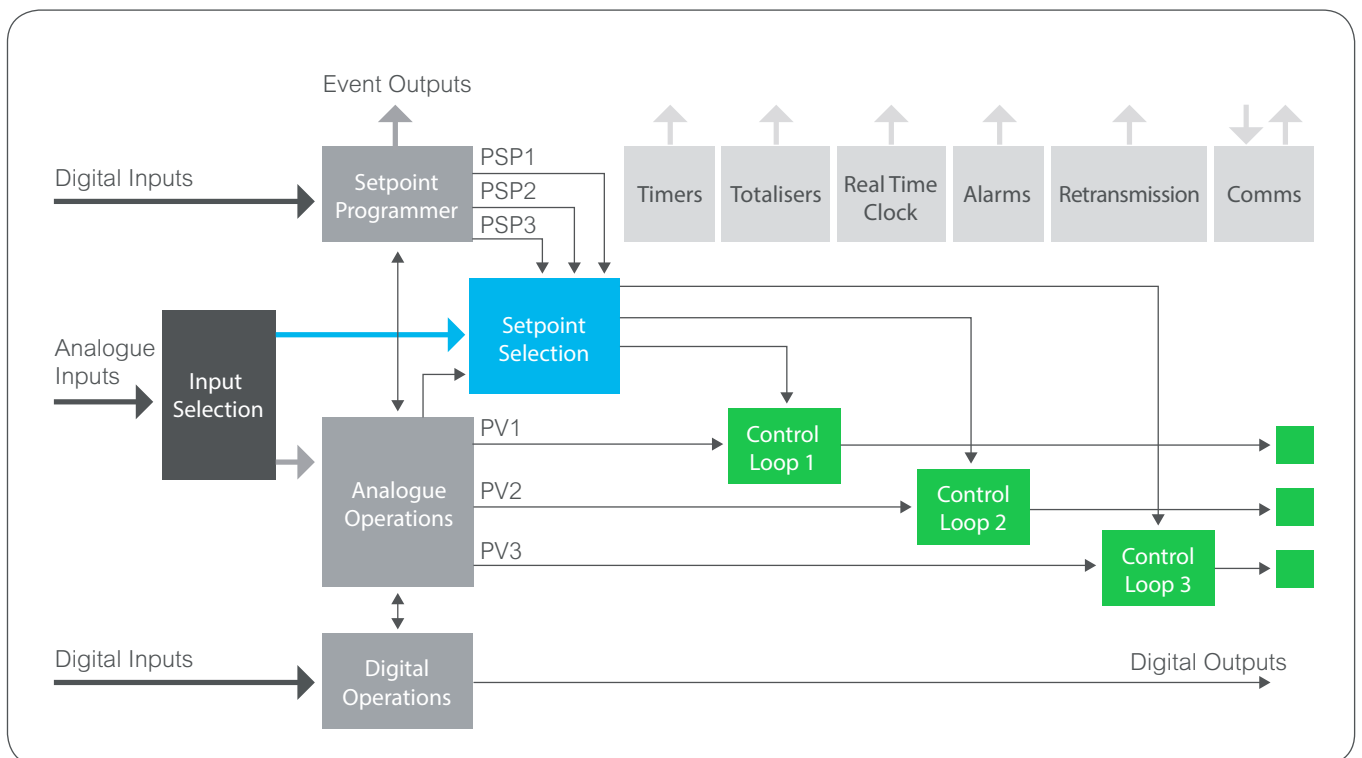 Event Outputs
Digital Inputs
Setpoint
Programmer
PSP1
PSP2
PSP3
Timers
Totalisers
Real Time
Clock
Alarms
Retransmission
Comms
Analogue
Inputs
Input
Selection
Setpoint
Selection
Analogue
Operations
PV1
PV2
PV3
Control
Loop 1
Control
Loop 2
Control
Loop 3
Digital Inputs
Digital
Operations
Digital Outputs